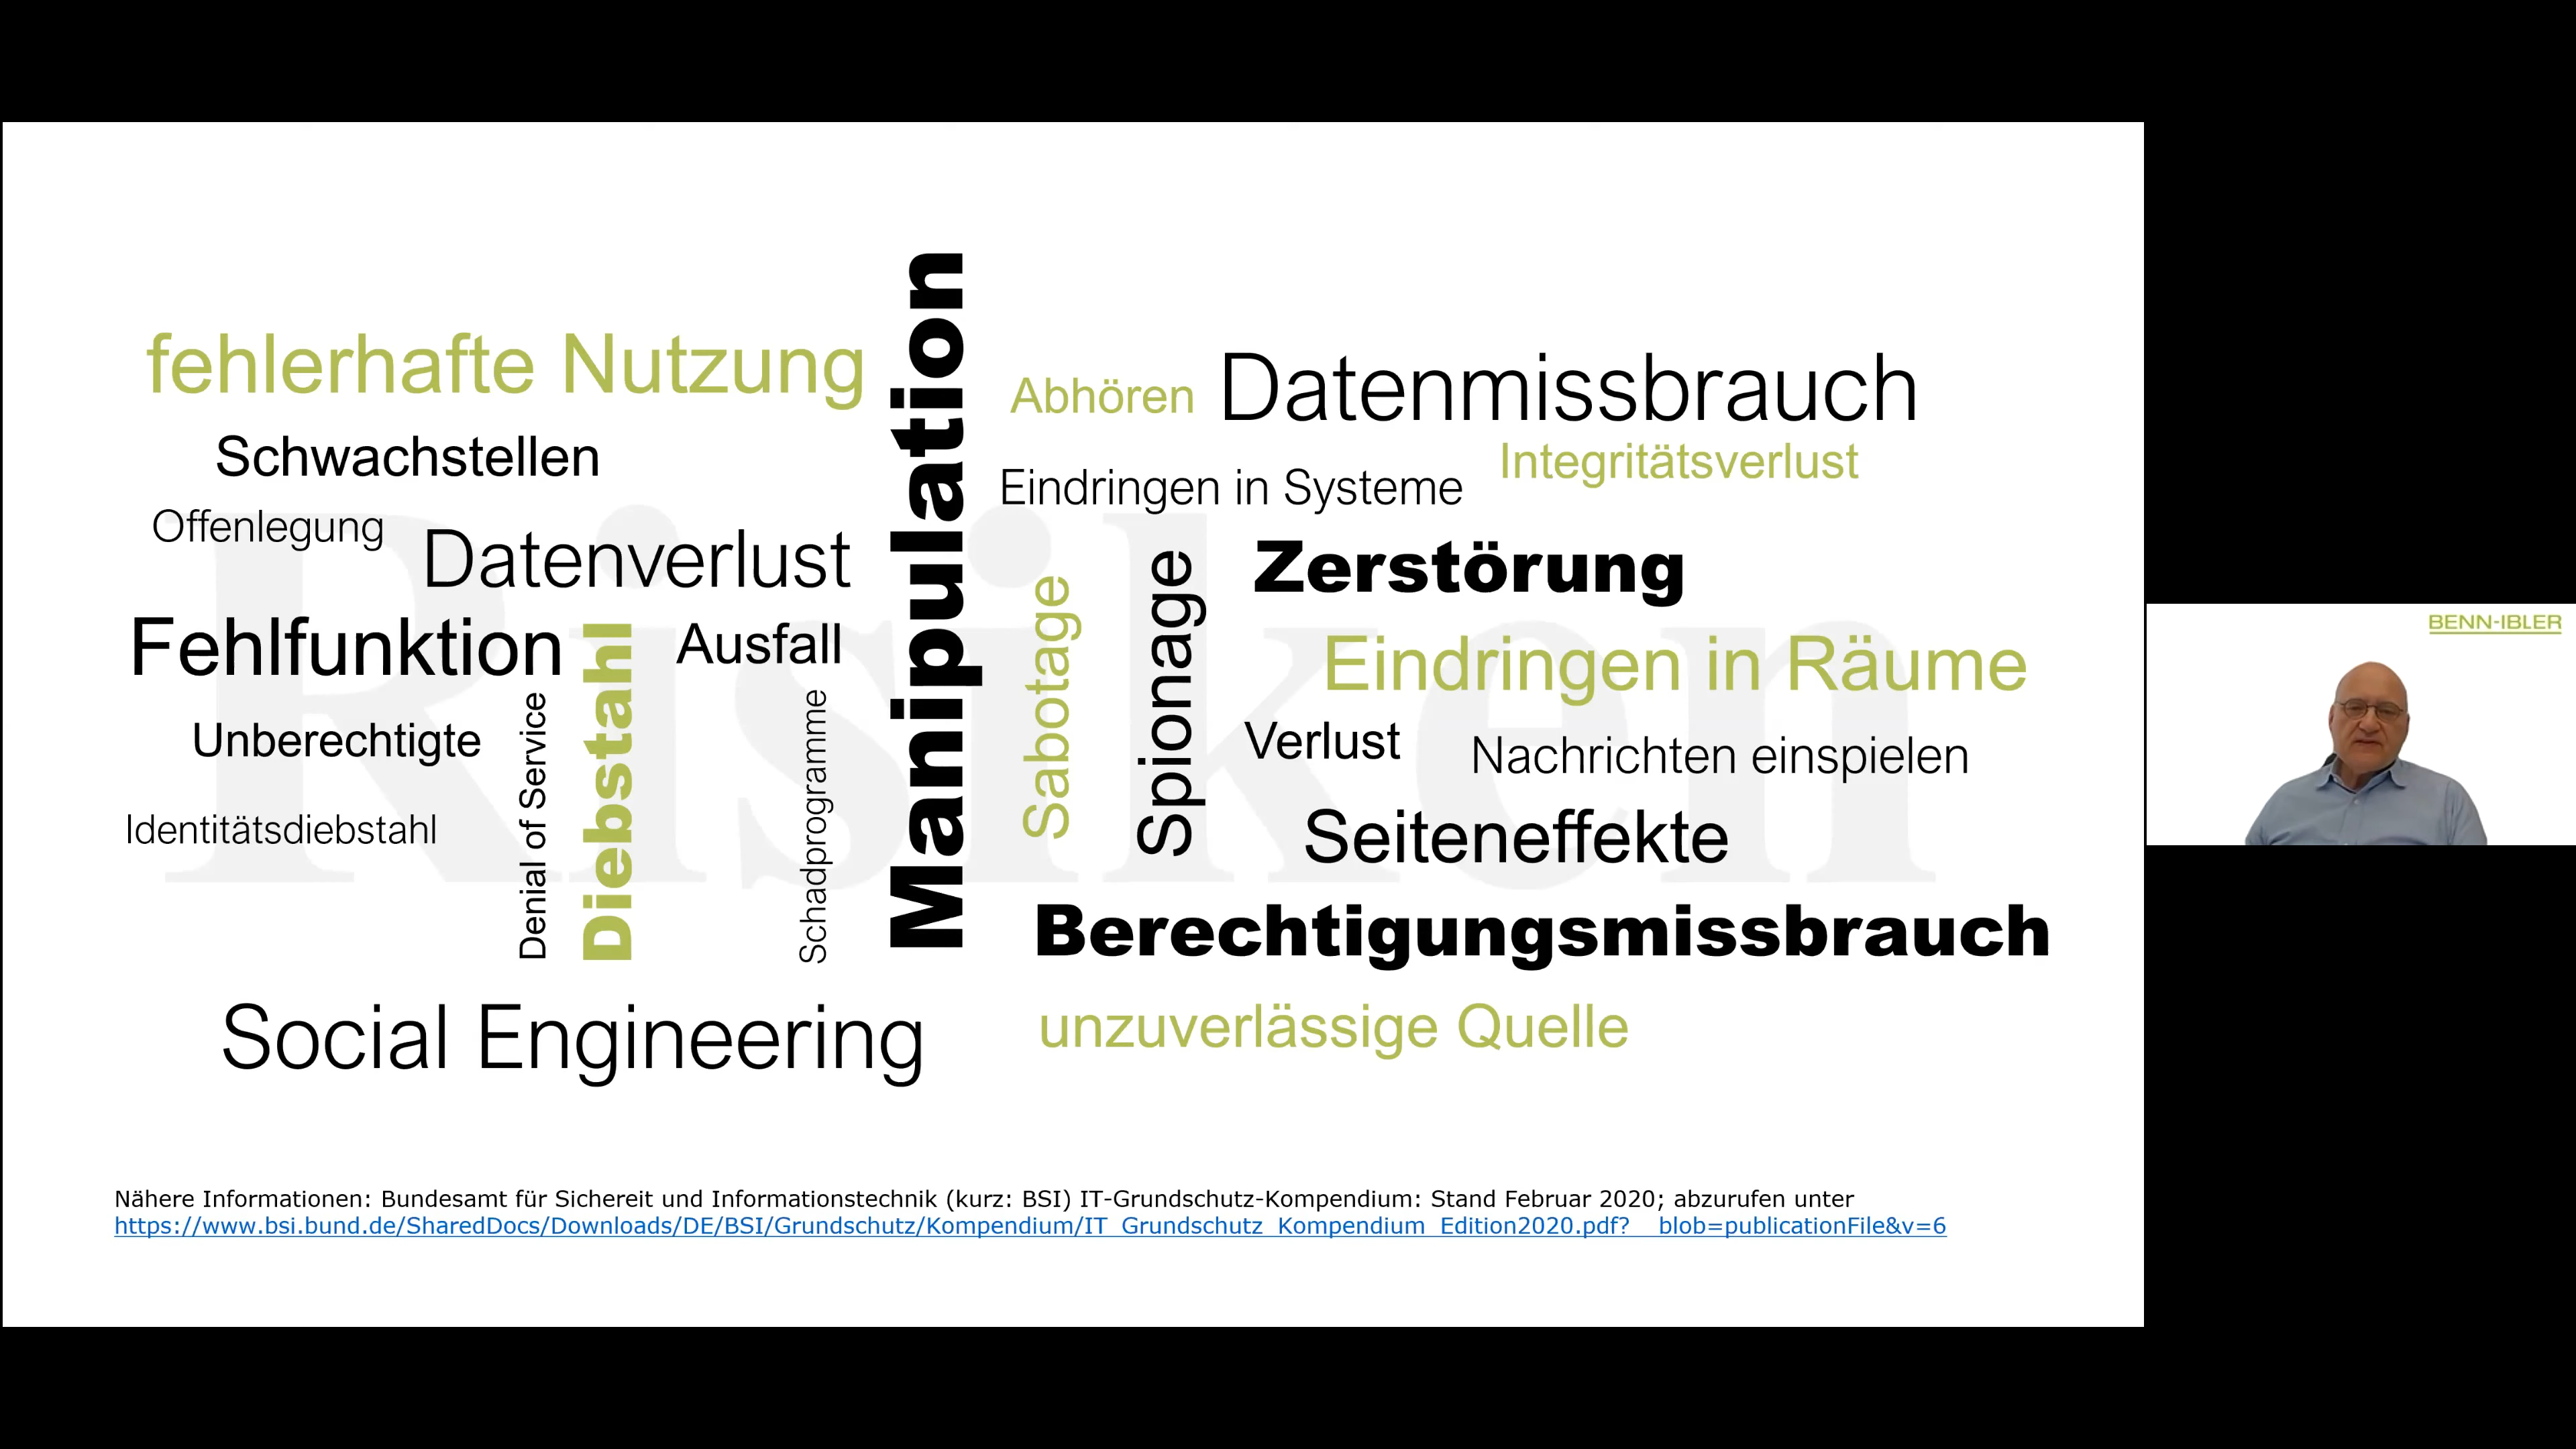 fehlerhafte Nutzung
Schwachstellen
Offenlegung
Datenverlust
Fehlfunktion
Ausfall
Unberechtigte
Identitätsdiebstahl
Denial of Service
Diebstahl
Schadprogramme
Social Engineering
Manipulation
Abhören
Datenmissbrauch
Integritätsverlust
Eindringen in Systeme
Sabotage
Spionage
Zerstörung
Eindringen in Räume
Verlust
Nachrichten einspielen
Seiteneffekte
Berechtigungsmissbrauch
unzuverlässige Quelle
Risiken
Nähere Informationen: Bundesamt für Sichereit und Informationstechnik (kurz: BSI) IT-Grundschutz-Kompendium: Stand Februar 2020; abzurufen unter
https://www.bsi.bund.de/SharedDocs/Downloads/DE/BSI/Grundschutz/Kompendium/IT_Grundschutz_Kompendium_Edition2020.pdf?__blob=publicationFile&v=6
BENN-IBLER